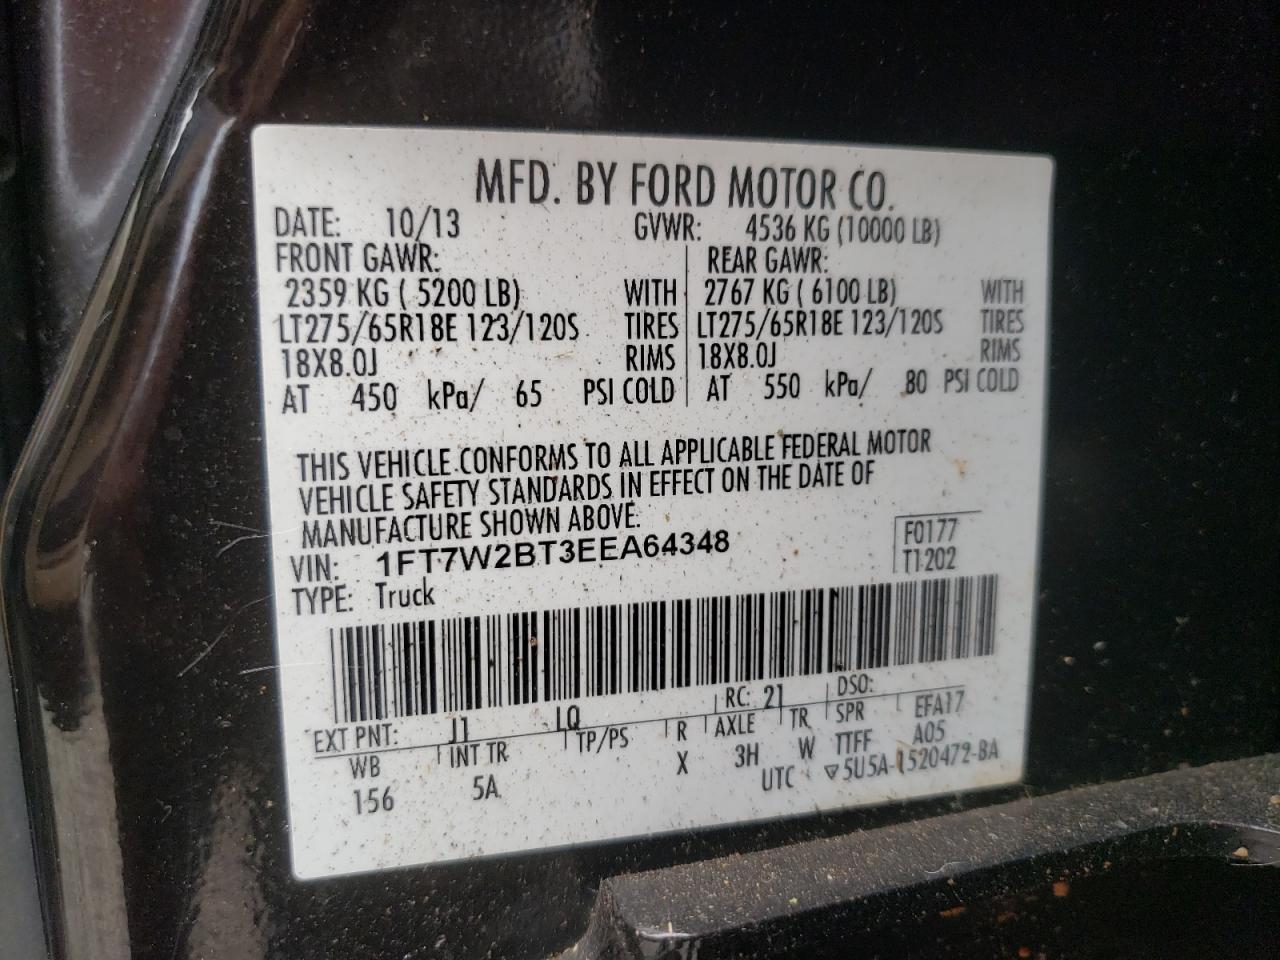 MFD. BY FORD MOTOR CO.
DATE: 10/13 GVWR: 4536 KG (10000 LB)
FRONT GAWR: REAR GAWR:
2359 KG ( 5200 LB) WITH 2767 KG ( 6100 LB) WITH
LT275/65R18E 123/120S TIRES LT275/65R18E 123/120S TIRES
18X8.0J RIMS 18X8.0J RIMS
AT 450 kPa/ 65 PSI COLD AT 550 kPa/ 80 PSI COLD
THIS VEHICLE CONFORMS TO ALL APPLICABLE FEDERAL MOTOR
VEHICLE SAFETY STANDARDS IN EFFECT ON THE DATE OF
MANUFACTURE SHOWN ABOVE.
VIN: 1FT7W2BT3EEA64348 F0177
TYPE: Truck T1202
EXT PNT: J1 LQ RC: 21 DSO:
WB INT TR TP/PS R AXLE TR SPR EFA17
156 5A X 3H W TTFF A05
UTC ▽5U5A-1520472-BA